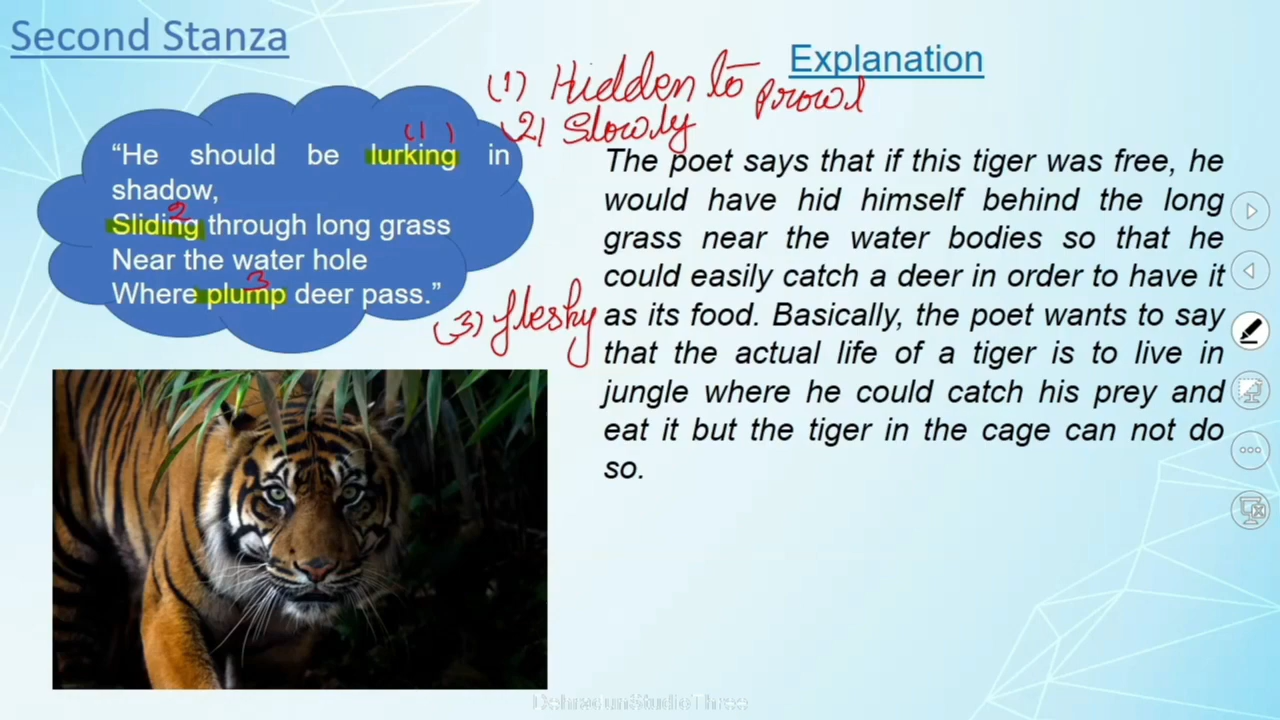 Second Stanza
Explanation
(1) Hidden to prowl
(2) Slowly
(1)
“He should be lurking in
shadow,
2
Sliding through long grass
Near the water hole
3
Where plump deer pass.”
(3) fleshy
The poet says that if this tiger was free, he
would have hid himself behind the long
grass near the water bodies so that he
could easily catch a deer in order to have it
as its food. Basically, the poet wants to say
that the actual life of a tiger is to live in
jungle where he could catch his prey and
eat it but the tiger in the cage can not do
so.
DehradunStudioThree